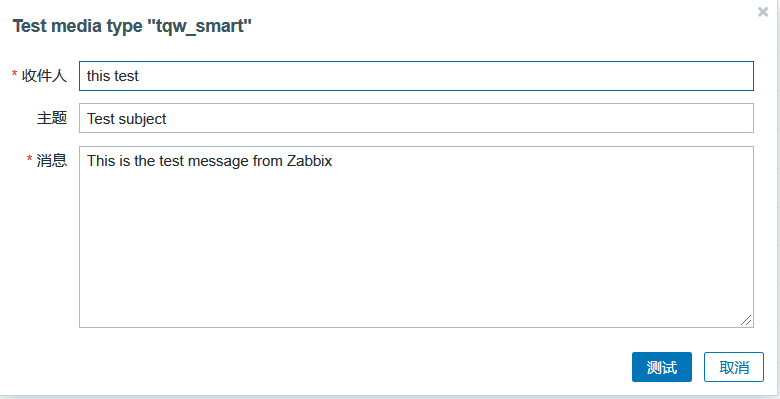 Test media type "tqw_smart"
* 收件人 this test
主题 Test subject
* 消息 This is the test message from Zabbix
测试 取消